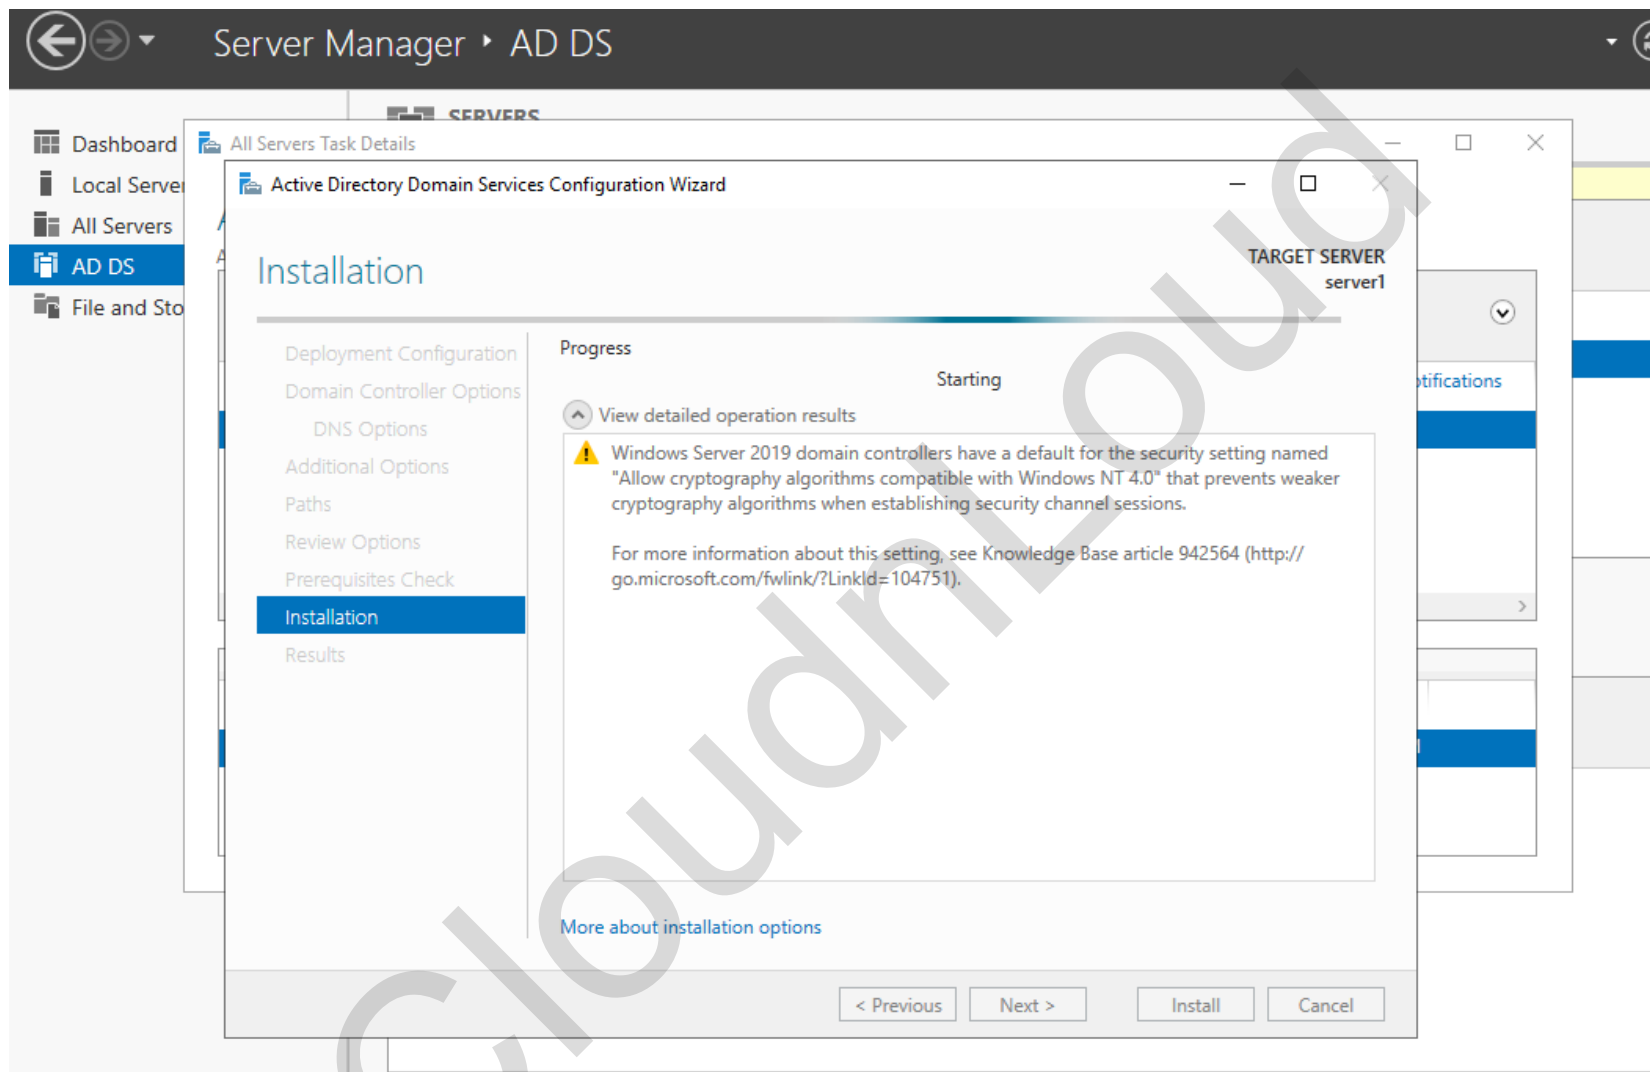 Server Manager ‣ AD DS
SERVERS
Dashboard
Local Server
All Servers
AD DS
File and Sto
All Servers Task Details
Active Directory Domain Services Configuration Wizard
Installation
TARGET SERVER
server1
Deployment Configuration
Domain Controller Options
DNS Options
Additional Options
Paths
Review Options
Prerequisites Check
Installation
Results
Progress
Starting
View detailed operation results
Windows Server 2019 domain controllers have a default for the security setting named
"Allow cryptography algorithms compatible with Windows NT 4.0" that prevents weaker
cryptography algorithms when establishing security channel sessions.
For more information about this setting, see Knowledge Base article 942564 (http://
go.microsoft.com/fwlink/?LinkId=104751).
More about installation options
< Previous
Next >
Install
Cancel
otifications
CloudnLoud